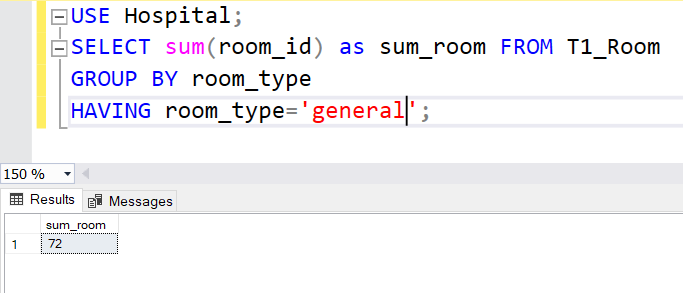 USE Hospital;
SELECT sum(room_id) as sum_room FROM T1_Room
GROUP BY room_type
HAVING room_type='general';
150 %
Results Messages
sum_room
1 72